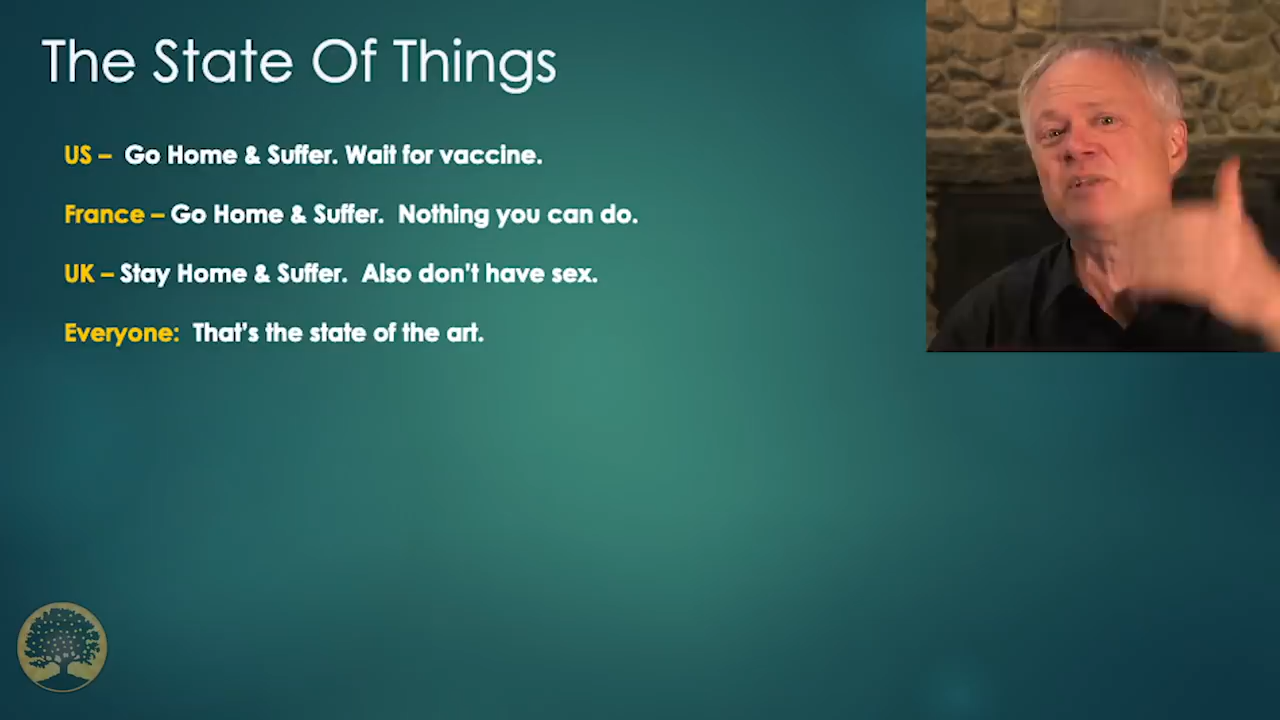 The State Of Things
US – Go Home & Suffer. Wait for vaccine.
France – Go Home & Suffer. Nothing you can do.
UK – Stay Home & Suffer. Also don't have sex.
Everyone: That's the state of the art.